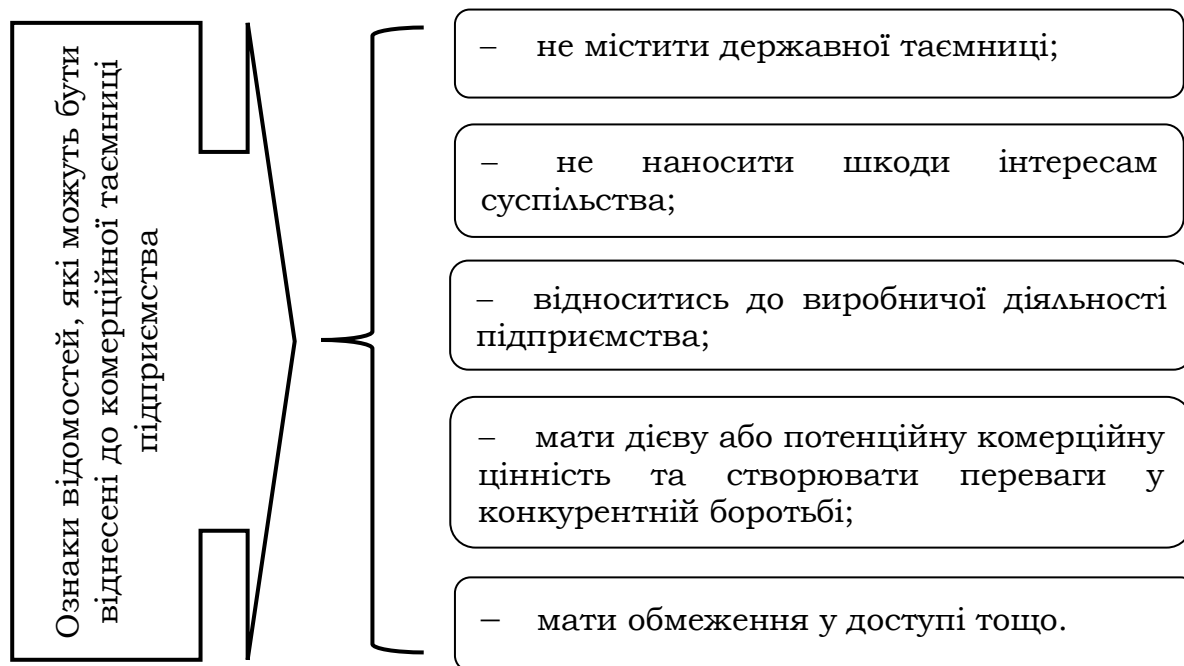 Ознаки відомостей, які можуть бути
віднесені до комерційної таємниці
підприємства
– не містити державної таємниці;
– не наносити шкоди інтересам
суспільства;
– відноситись до виробничої діяльності
підприємства;
– мати дієву або потенційну комерційну
цінність та створювати переваги у
конкурентній боротьбі;
– мати обмеження у доступі тощо.